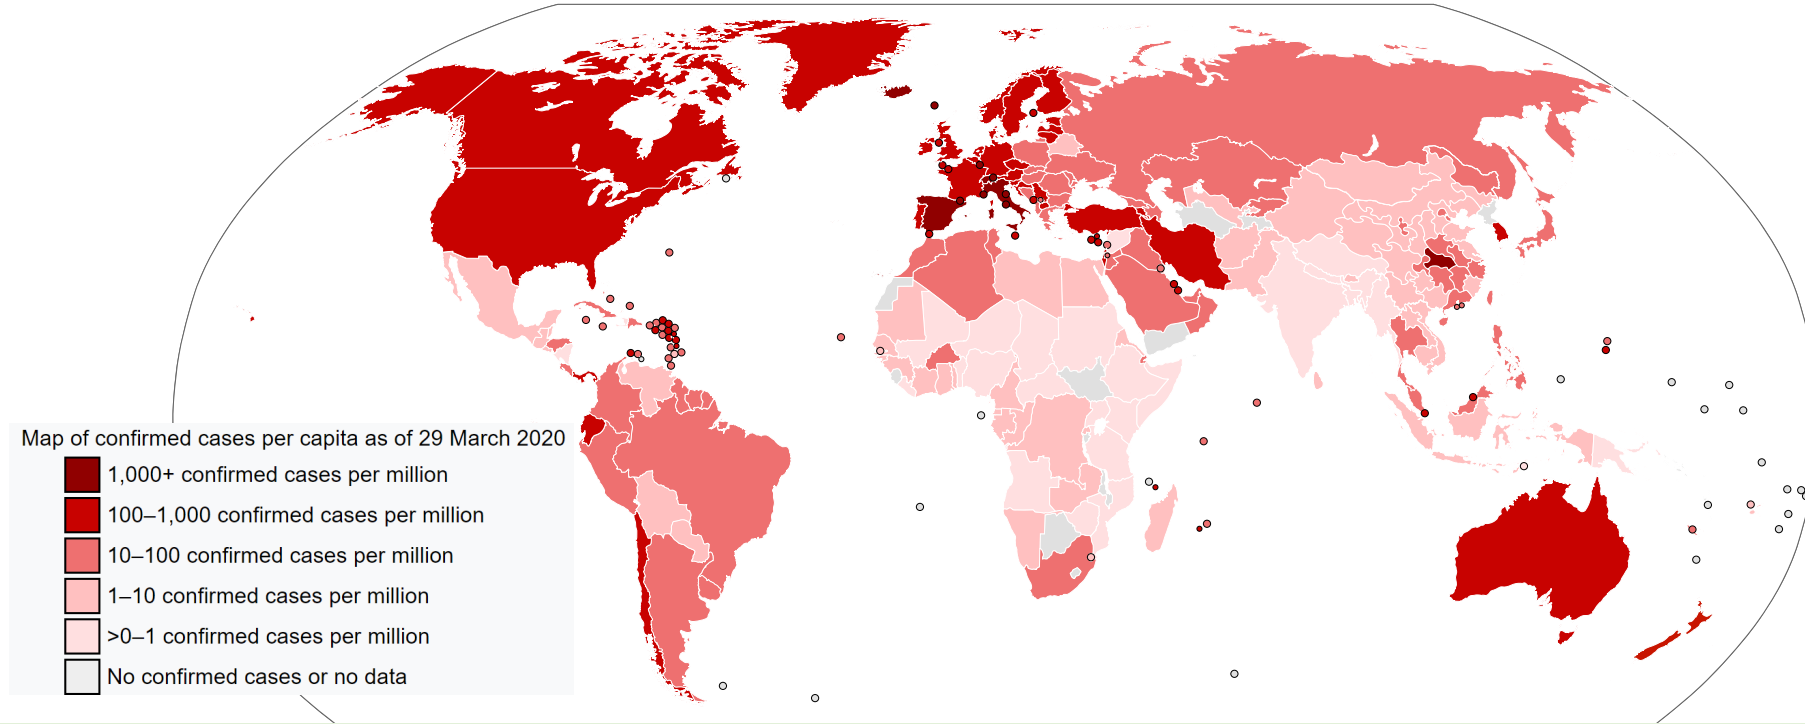 Map of confirmed cases per capita as of 29 March 2020
1,000+ confirmed cases per million
100–1,000 confirmed cases per million
10–100 confirmed cases per million
1–10 confirmed cases per million
>0–1 confirmed cases per million
No confirmed cases or no data